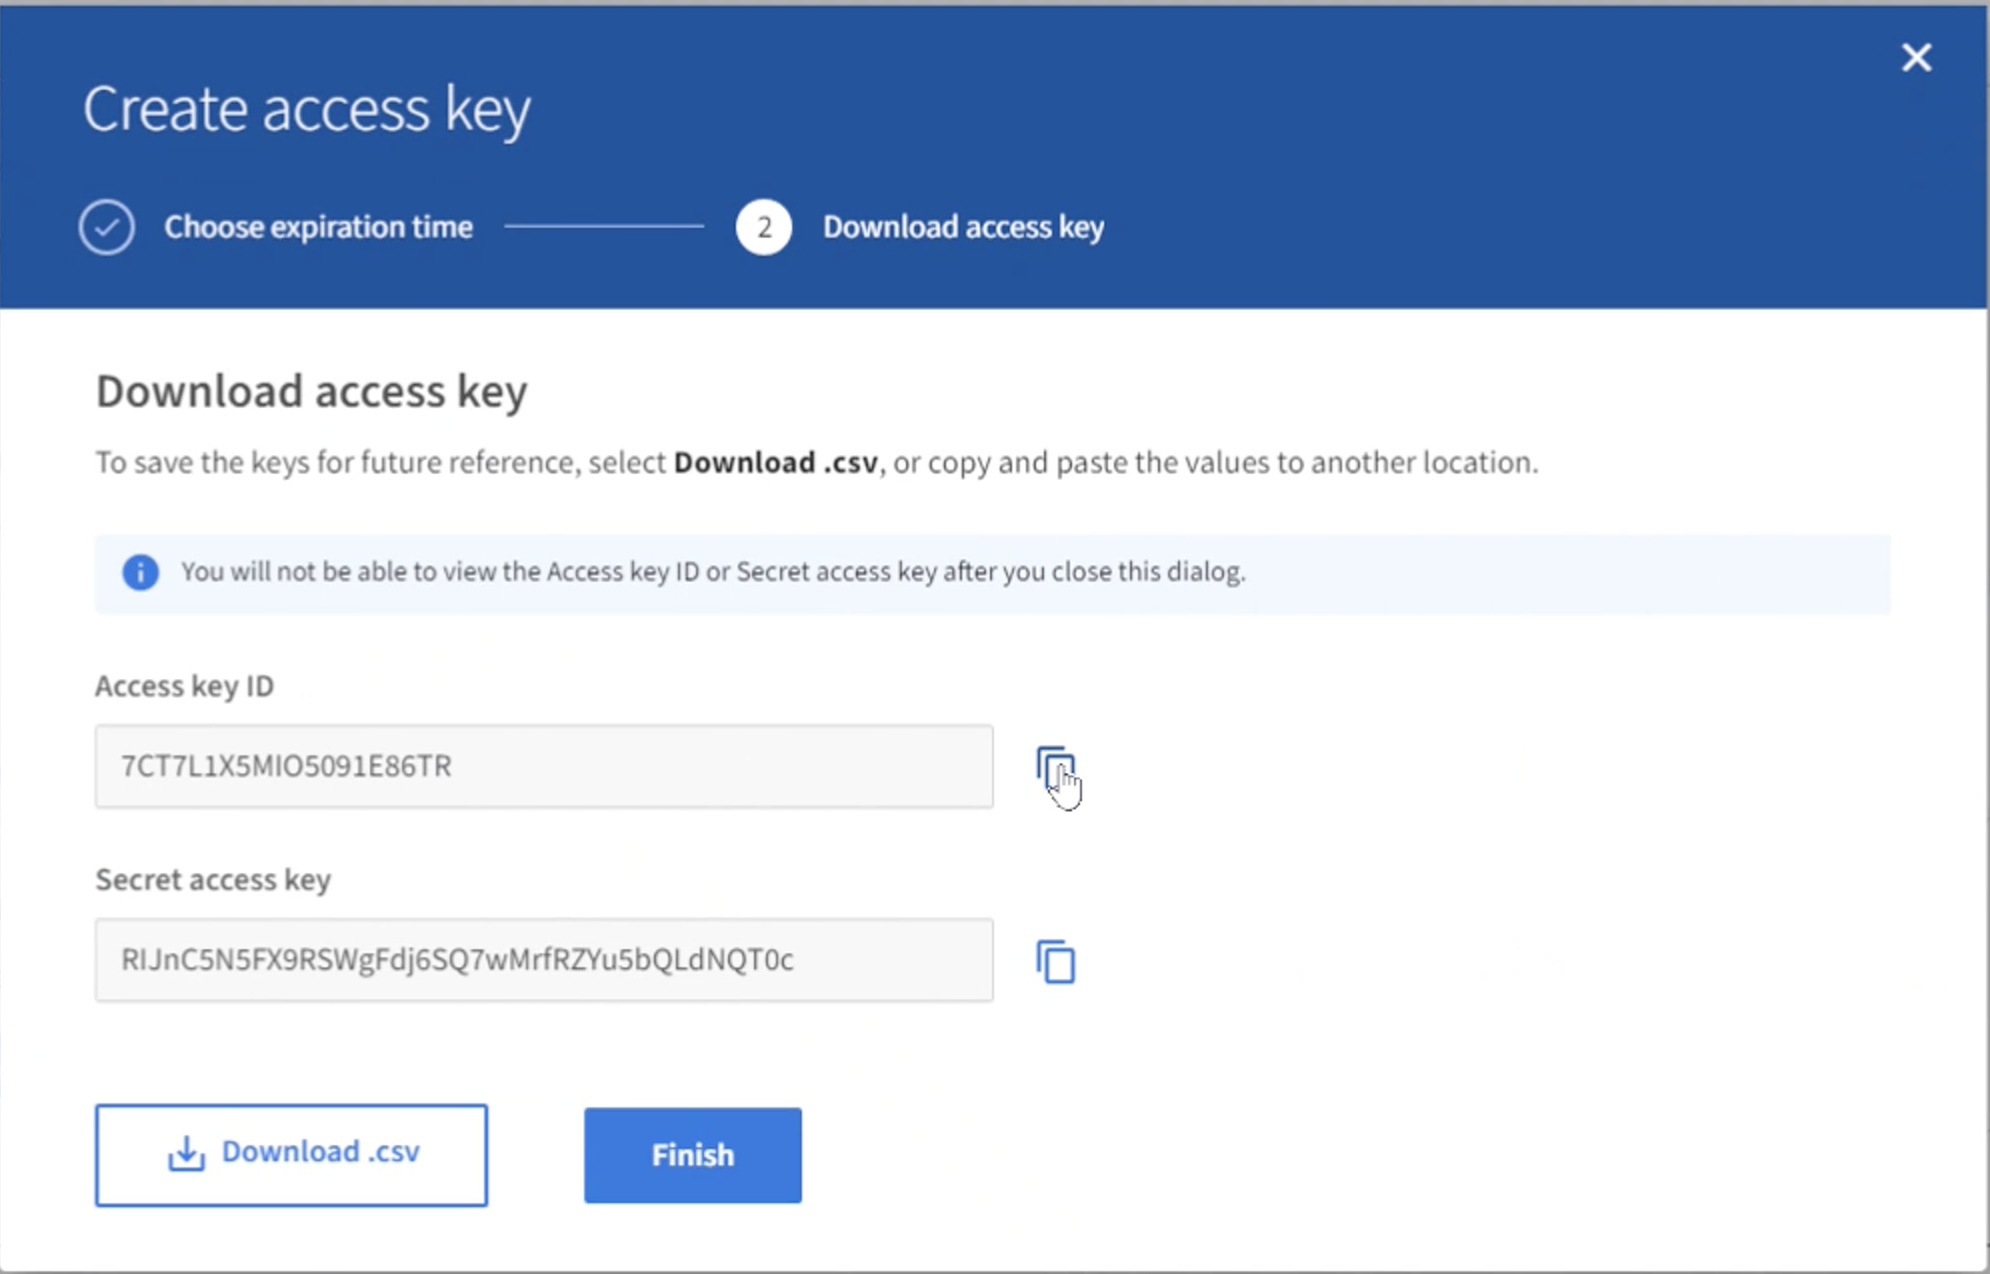 Create access key
Choose expiration time
2
Download access key
Download access key
To save the keys for future reference, select Download .csv, or copy and paste the values to another location.
You will not be able to view the Access key ID or Secret access key after you close this dialog.
Access key ID
7CT7L1X5MIO5091E86TR
Secret access key
RIJnC5N5FX9RSWgFdj6SQ7wMrfRZYu5bQLdNQT0c
Download .csv
Finish